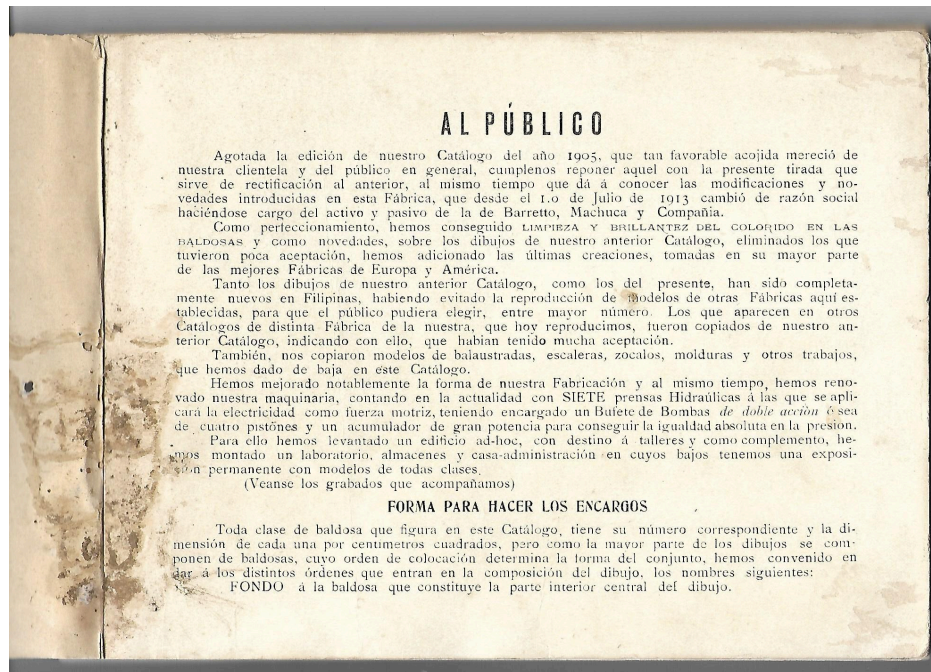 AL PÚBLICO
Agotada la edición de nuestro Catálogo del año 1905, que tan favorable acojida mereció de
nuestra clientela y del público en general, cumplenos reponer aquel con la presente tirada que
sirve de rectificación al anterior, al mismo tiempo que dá á conocer las modificaciones y no-
vedades introducidas en esta Fábrica, que desde el 1.o de Julio de 1913 cambió de razón social
haciéndose cargo del activo y pasivo de la de Barretto, Machuca y Compañia.
Como perfeccionamiento, hemos conseguido LIMPIEZA Y BRILLANTEZ DEL COLORIDO EN LAS
BALDOSAS y como novedades, sobre los dibujos de nuestro anterior Catálogo, eliminados los que
tuvieron poca aceptación, hemos adicionado las últimas creaciones, tomadas en su mayor parte
de las mejores Fábricas de Europa y América.
Tanto los dibujos de nuestro anterior Catálogo, como los del presente, han sido completa-
mente nuevos en Filipinas, habiendo evitado la reproducción de modelos de otras Fábricas aquí es-
tablecidas, para que el público pudiera elegir, entre mayor número. Los que aparecen en otros
Catálogos de distinta Fábrica de la nuestra, que hoy reproducimos, fueron copiados de nuestro an-
terior Catálogo, indicando con ello, que habian tenido mucha aceptación.
También, nos copiaron modelos de balaustradas, escaleras, zocalos, molduras y otros trabajos,
que hemos dado de baja en este Catálogo.
Hemos mejorado notablemente la forma de nuestra Fabricación y al mismo tiempo, hemos reno-
vado nuestra maquinaria, contando en la actualidad con SIETE prensas Hidraúlicas á las que se apli-
cará la electricidad como fuerza motriz, teniendo encargado un Bufete de Bombas de doble acción ó sea
de cuatro pistónes y un acumulador de gran potencia para conseguir la igualdad absoluta en la presión.
Para ello hemos levantado un edificio ad-hoc, con destino á talleres y como complemento, he-
mos montado un laboratorio, almacenes y casa-administración en cuyos bajos tenemos una exposi-
sión permanente con modelos de todas clases.
(Veanse los grabados que acompañamos)
FORMA PARA HACER LOS ENCARGOS
Toda clase de baldosa que figura en este Catálogo, tiene su número correspondiente y la di-
mensión de cada una por centimetros cuadrados, pero como la mayor parte de los dibujos se com-
ponen de baldosas, cuyo orden de colocación determina la forma del conjunto, hemos convenido en
dar á los distintos órdenes que entran en la composición del dibujo, los nombres siguientes:
FONDO á la baldosa que constituye la parte interior central del dibujo.